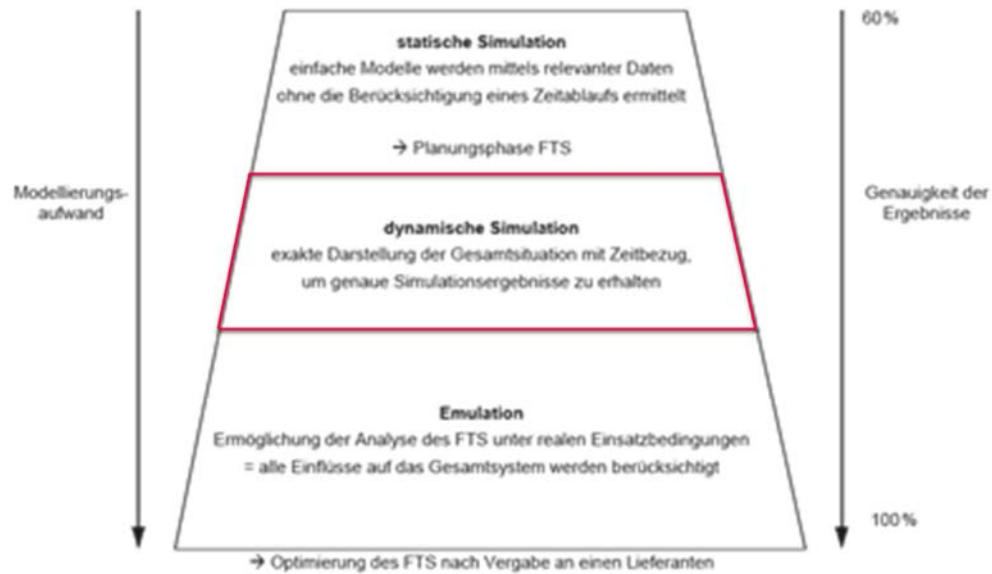 60%
statische Simulation
einfache Modelle werden mittels relevanter Daten
ohne die Berücksichtigung eines Zeitablaufs ermittelt
→ Planungsphase FTS
Modellierungs-
aufwand
Genauigkeit der
Ergebnisse
dynamische Simulation
exakte Darstellung der Gesamtsituation mit Zeitbezug,
um genaue Simulationsergebnisse zu erhalten
Emulation
Ermöglichung der Analyse des FTS unter realen Einsatzbedingungen
= alle Einflüsse auf das Gesamtsystem werden berücksichtigt
100%
→ Optimierung des FTS nach Vergabe an einen Lieferanten